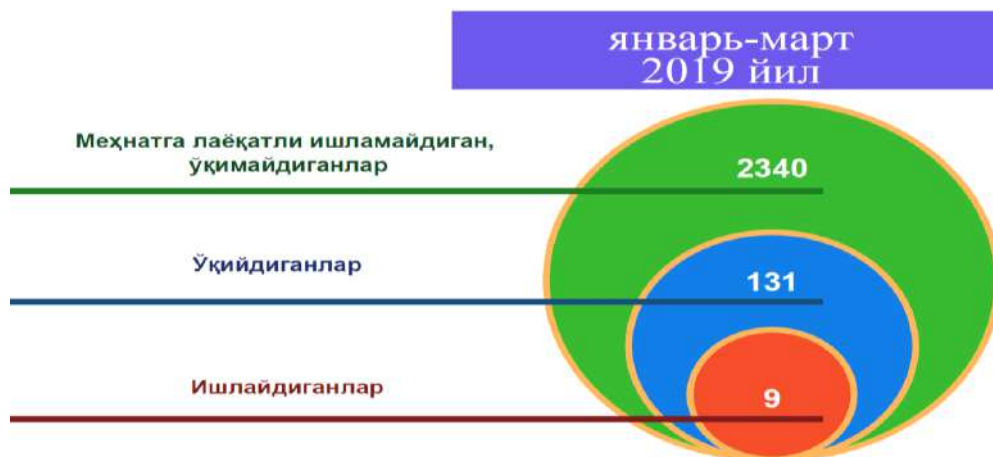 январь-март
2019 йил
Меҳнатга лаёқатли ишламайдиган,
ўқимайдиганлар
2340
Ўқийдиганлар
131
Ишлайдиганлар
9